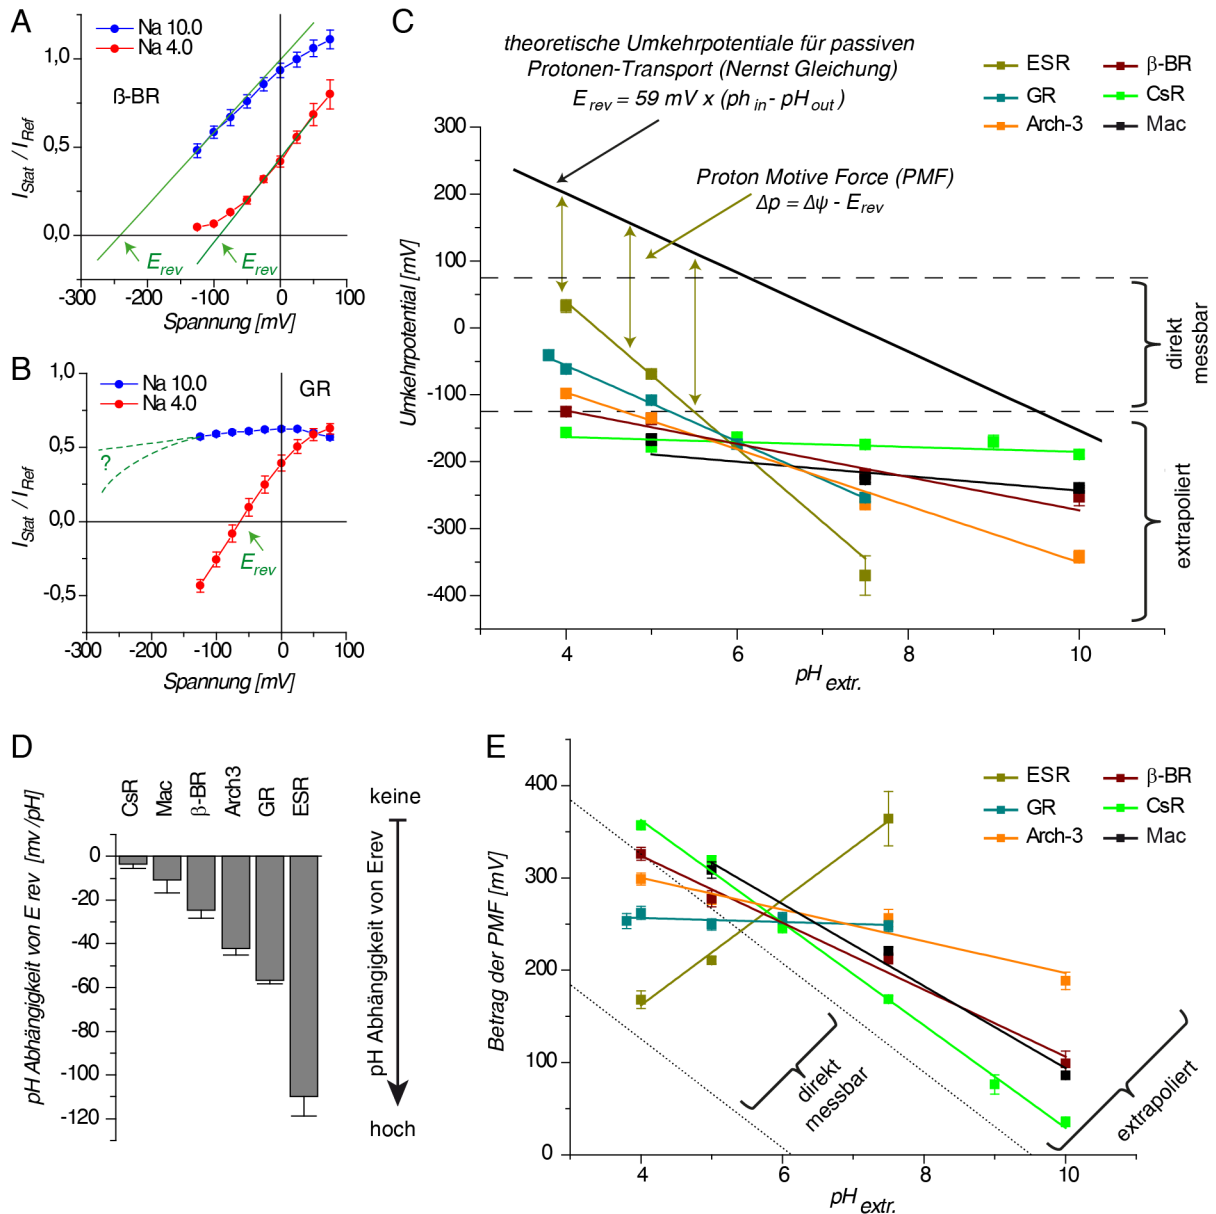 A
Na 10.0
Na 4.0
ß-BR
1,0
0,5
0,0
I Stat / I Ref
E rev
E rev
-300
-200
-100
0
100
Spannung [mV]
B
Na 10.0
Na 4.0
GR
1,0
0,5
0,0
-0,5
I Stat / I Ref
?
E rev
-300
-200
-100
0
100
Spannung [mV]
C
theoretische Umkehrpotentiale für passiven
Protonen-Transport (Nernst Gleichung)
E rev = 59 mV x (ph in - pH out )
ESR
GR
Arch-3
β-BR
CsR
Mac
Proton Motive Force (PMF)
Δp = Δψ - E rev
Umkehrpotential [mV]
300
200
100
0
-100
-200
-300
-400
4
6
8
10
pH extr.
direkt
messbar
extrapoliert
D
pH Abhängigkeit von E rev [mv /pH]
CsR
Mac
β-BR
Arch3
GR
ESR
0
-20
-40
-60
-80
-100
-120
keine
pH Abhängigkeit von Erev
hoch
E
ESR
GR
Arch-3
β-BR
CsR
Mac
Betrag der PMF [mV]
400
300
200
100
0
4
6
8
10
pH extr.
direkt
messbar
extrapoliert